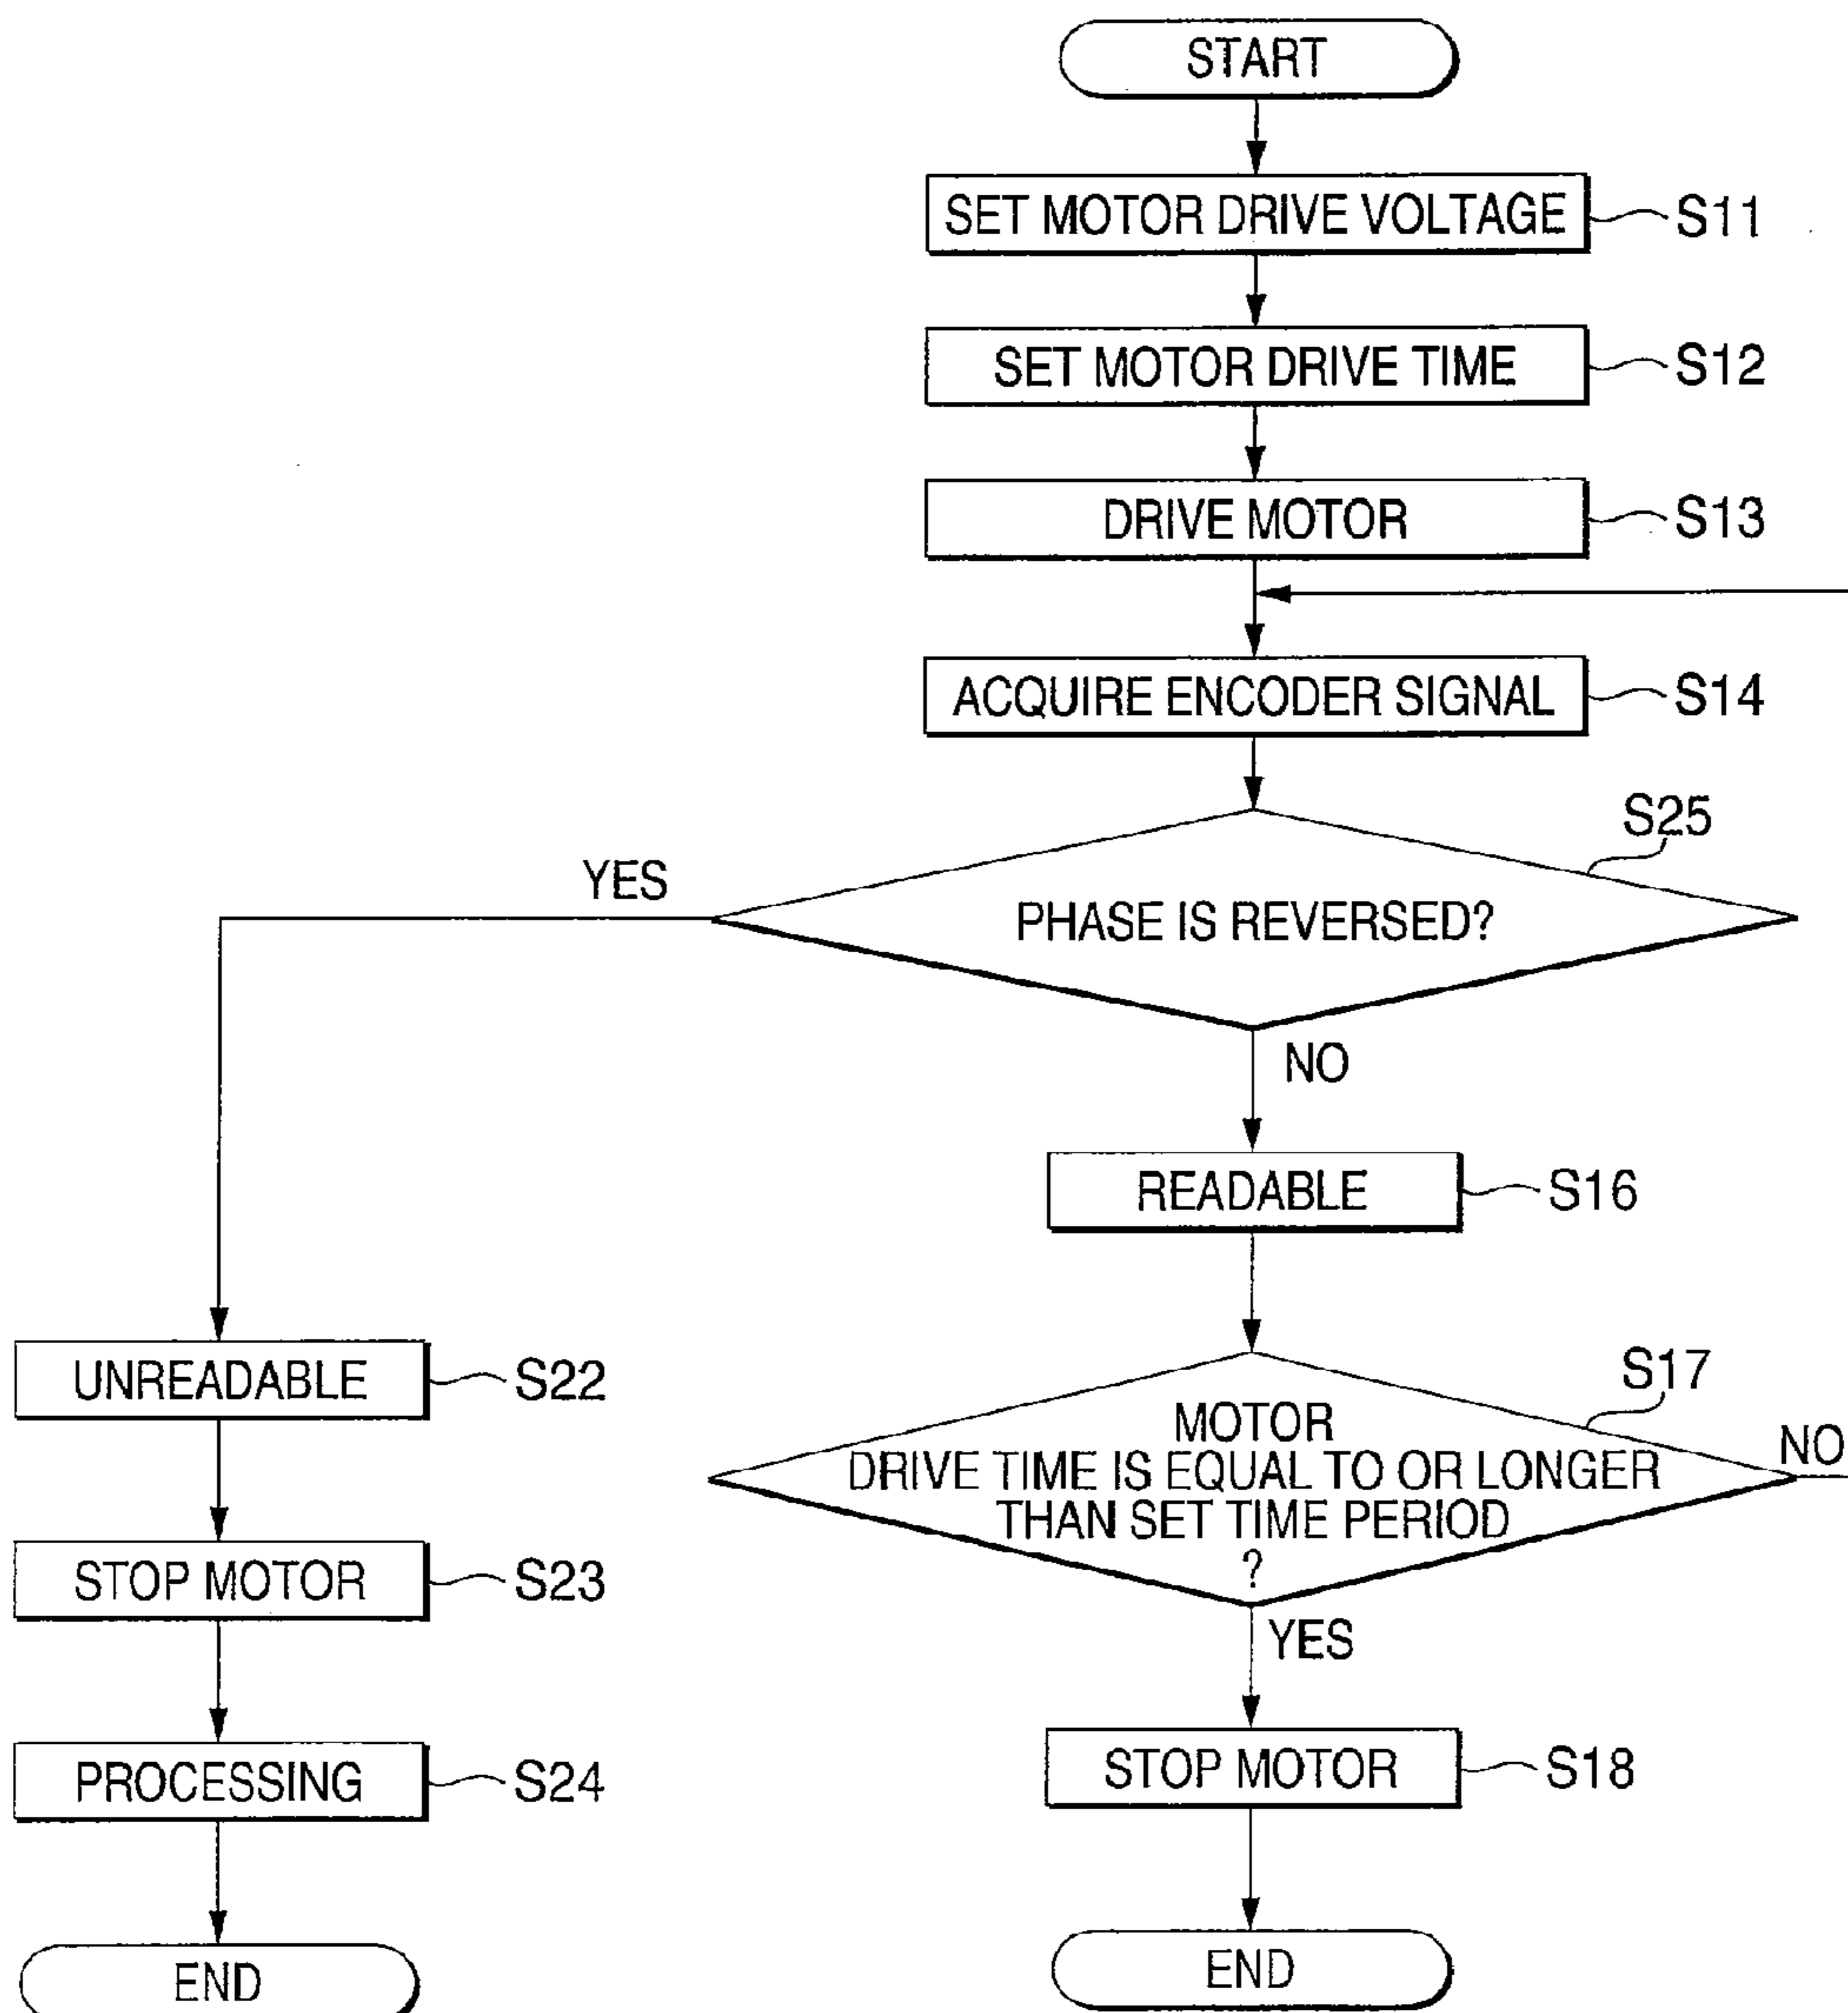 START
SET MOTOR DRIVE VOLTAGE
S11
SET MOTOR DRIVE TIME
S12
DRIVE MOTOR
S13
ACQUIRE ENCODER SIGNAL
S14
S25
YES
PHASE IS REVERSED?
NO
READABLE
S16
UNREADABLE
S22
S17
MOTOR
DRIVE TIME IS EQUAL TO OR LONGER
THAN SET TIME PERIOD
?
NO
YES
STOP MOTOR
S23
PROCESSING
S24
STOP MOTOR
S18
END
END